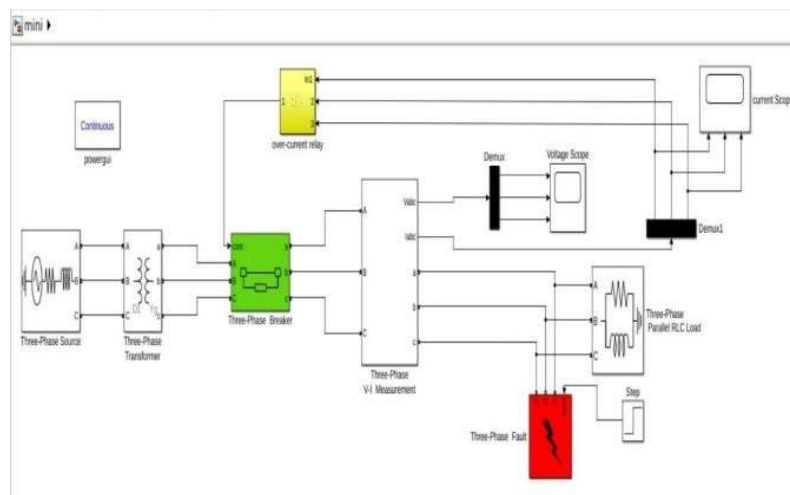 mini
Continuous
powergui
in1
1
2
3
over-current relay
current Scop
Demux
Voltage Scope
Demux1
A
B
C
Three-Phase Source
A
B
C
a
b
c
Three-Phase
Transformer
com
A
B
C
a
b
c
Three-Phase Breaker
A
B
C
Vabc
Iabc
a
b
c
Three-Phase
V-I Measurement
A
B
C
Three-Phase
Parallel RLC Load
Three-Phase Fault
Step